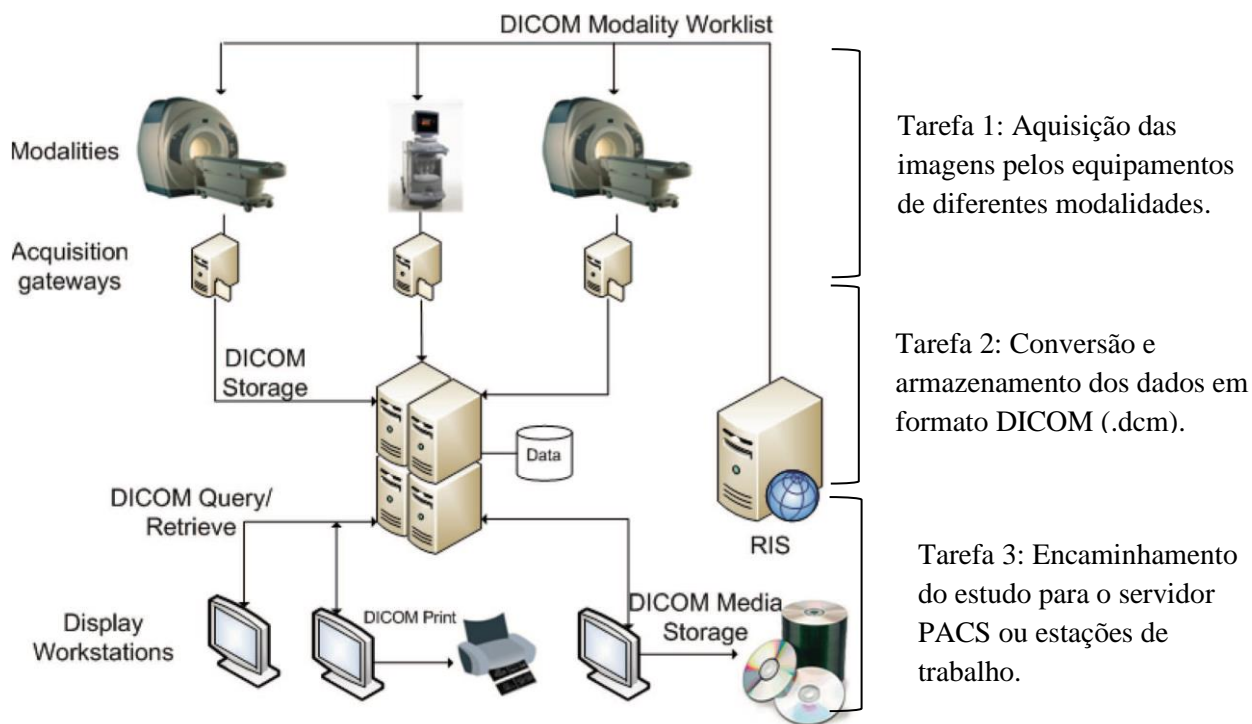 DICOM Modality Worklist
Modalities
Tarefa 1: Aquisição das
imagens pelos equipamentos
de diferentes modalidades.
Acquisition
gateways
DICOM
Storage
Data
Tarefa 2: Conversão e
armazenamento dos dados em
formato DICOM (.dcm).
DICOM Query/
Retrieve
RIS
Display
Workstations
DICOM Print
DICOM Media
Storage
Tarefa 3: Encaminhamento
do estudo para o servidor
PACS ou estações de
trabalho.